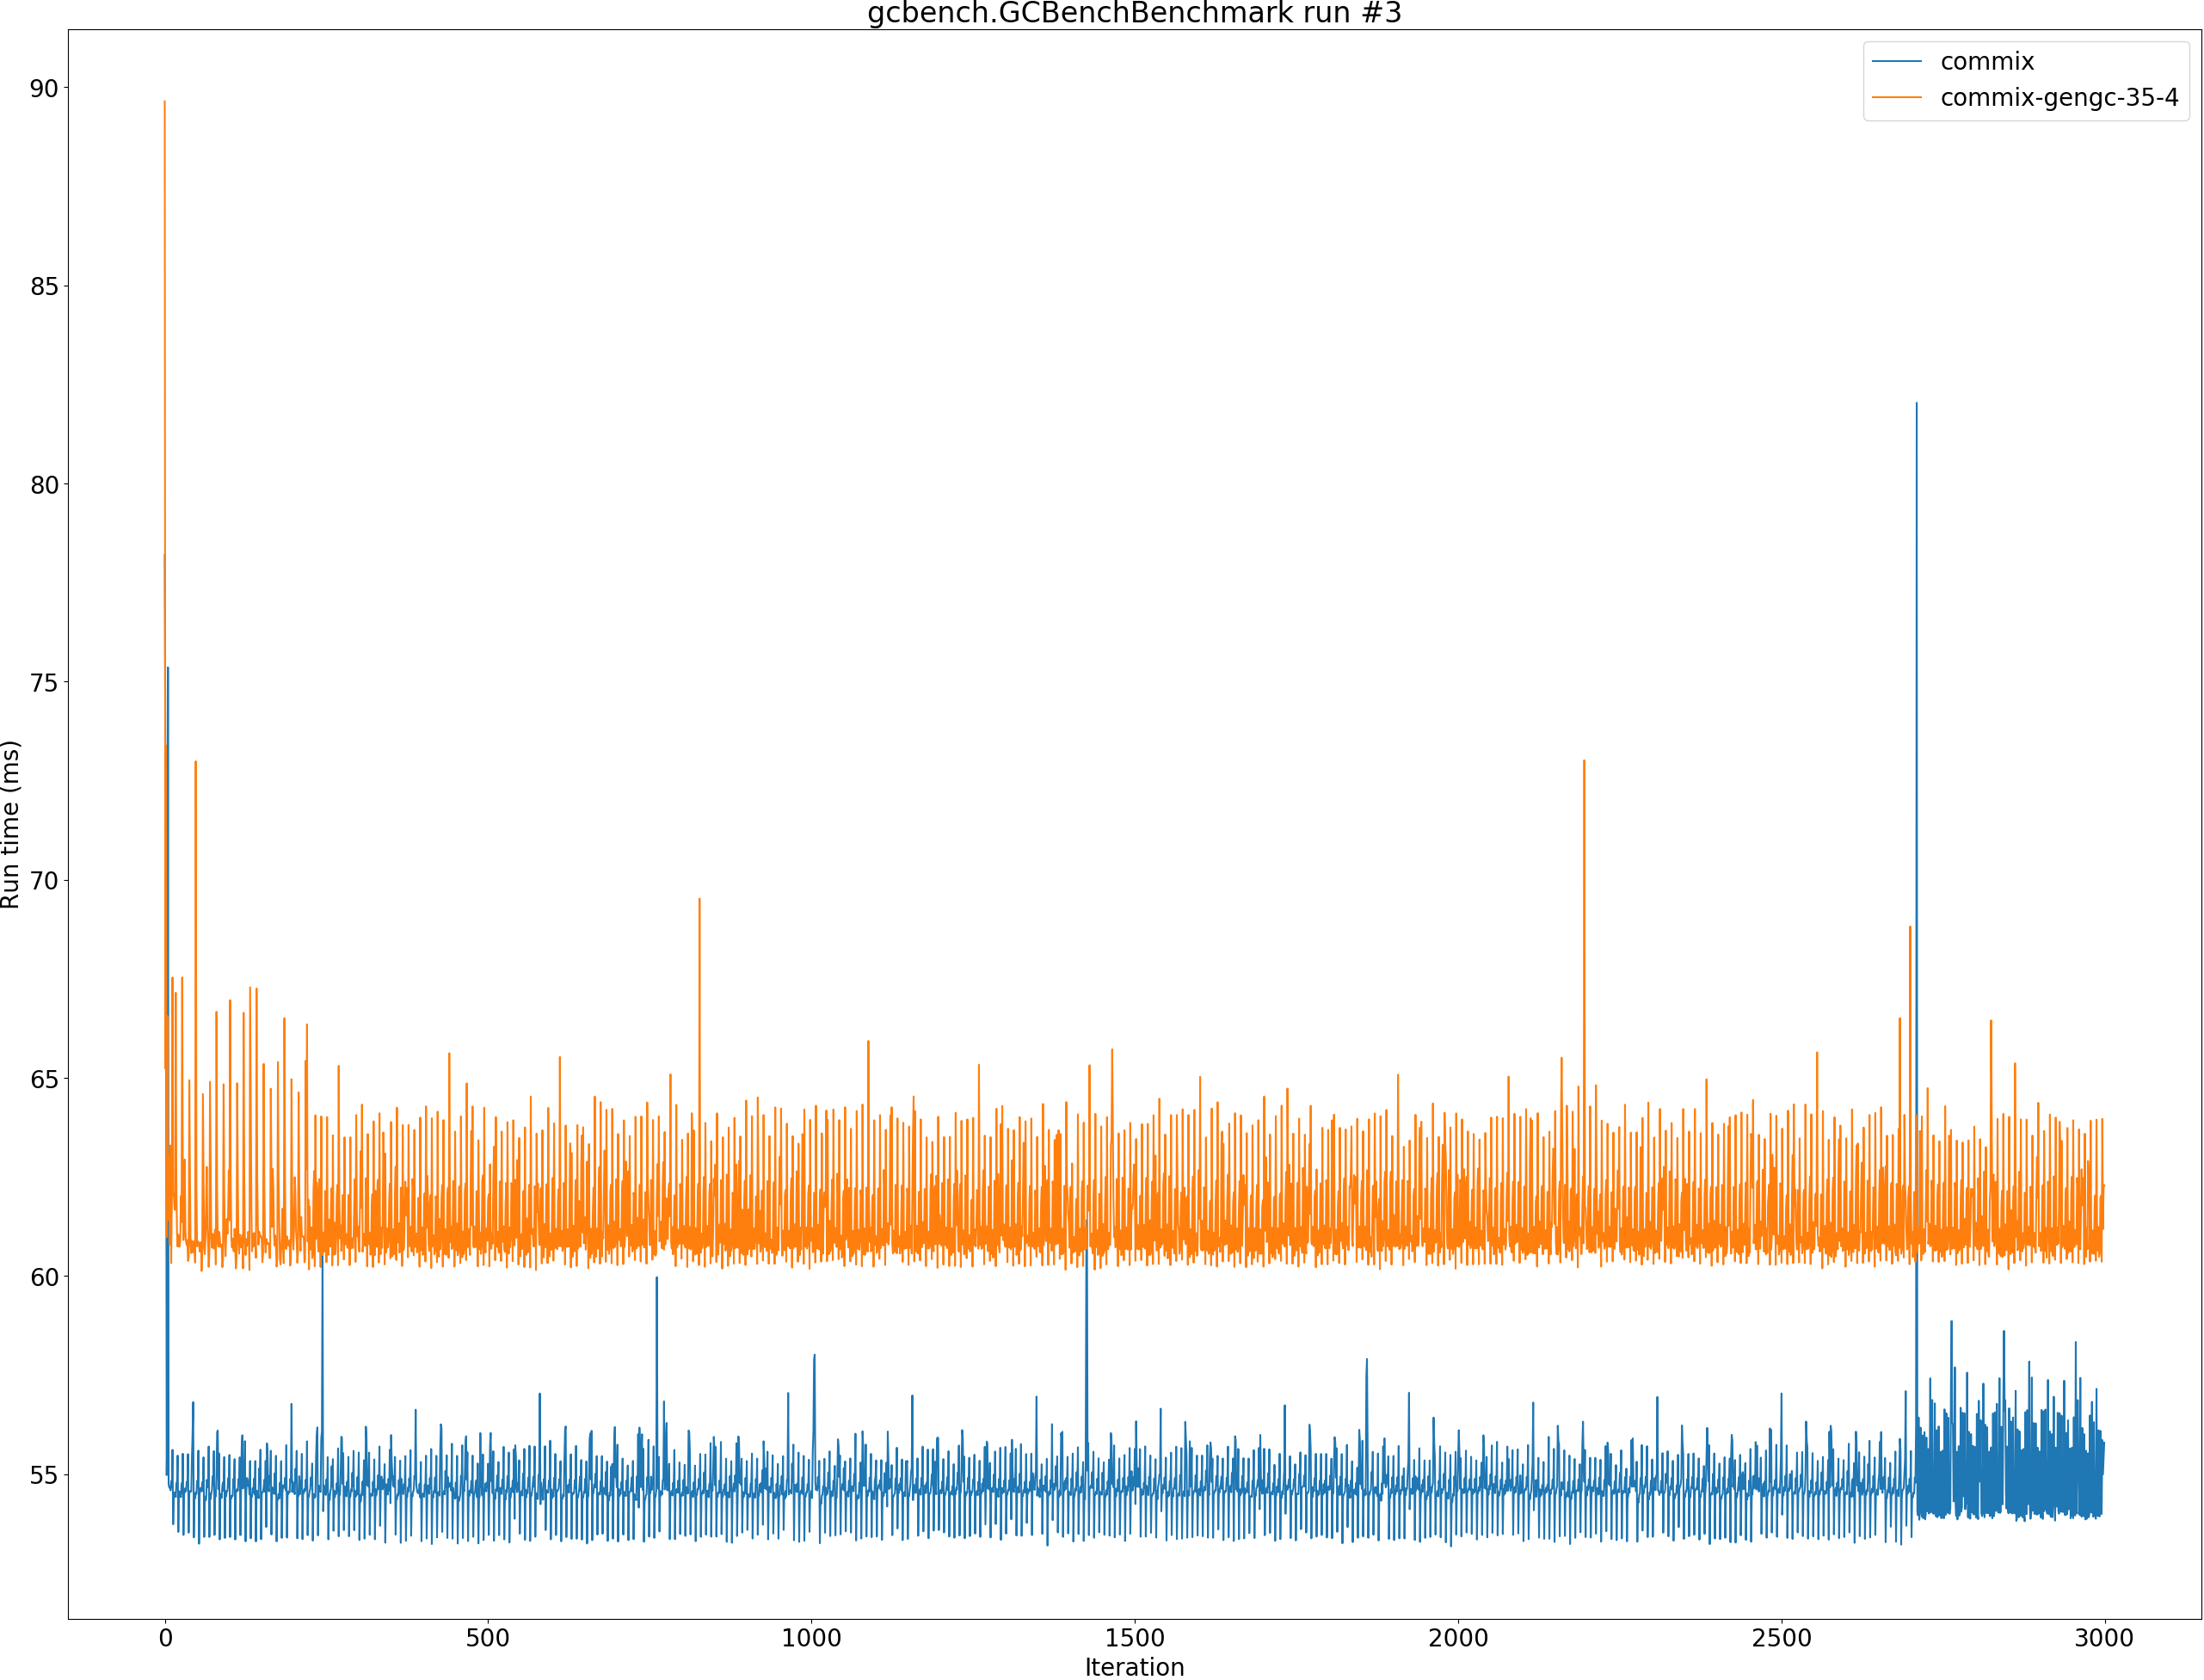 gcbench.GCBenchBenchmark run #3
commix
commix-gengc-35-4
Run time (ms)
90
85
80
75
70
65
60
55
0 500 1000 1500 2000 2500 3000
Iteration